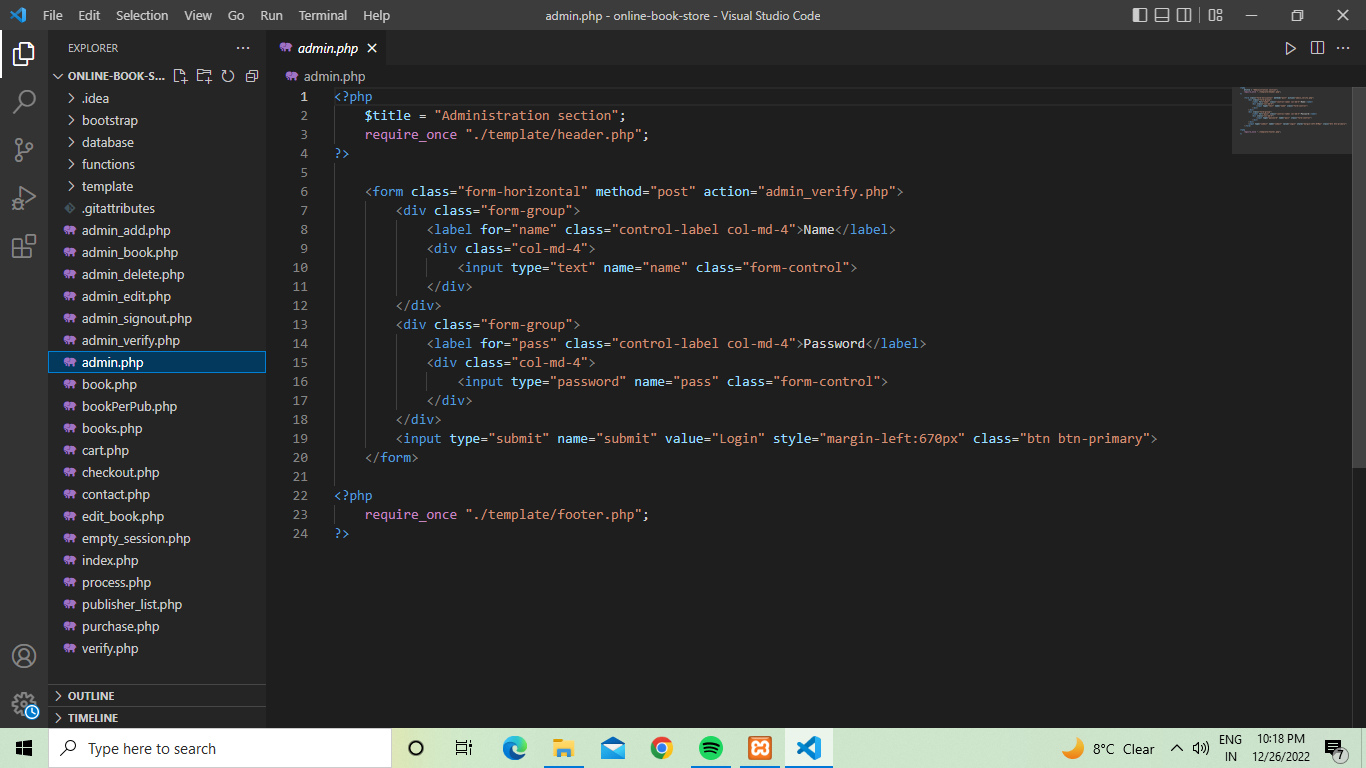 File Edit Selection View Go Run Terminal Help admin.php - online-book-store - Visual Studio Code
EXPLORER
ONLINE-BOOK-S...
.idea
bootstrap
database
functions
template
.gitattributes
admin_add.php
admin_book.php
admin_delete.php
admin_edit.php
admin_signout.php
admin_verify.php
admin.php
book.php
bookPerPub.php
books.php
cart.php
checkout.php
contact.php
edit_book.php
empty_session.php
index.php
process.php
publisher_list.php
purchase.php
verify.php
OUTLINE
TIMELINE
admin.php
admin.php
1 <?php
2 $title = "Administration section";
3 require_once "./template/header.php";
4 ?>
5
6 <form class="form-horizontal" method="post" action="admin_verify.php">
7 <div class="form-group">
8 <label for="name" class="control-label col-md-4">Name</label>
9 <div class="col-md-4">
10 <input type="text" name="name" class="form-control">
11 </div>
12 </div>
13 <div class="form-group">
14 <label for="pass" class="control-label col-md-4">Password</label>
15 <div class="col-md-4">
16 <input type="password" name="pass" class="form-control">
17 </div>
18 </div>
19 <input type="submit" name="submit" value="Login" style="margin-left:670px" class="btn btn-primary">
20 </form>
21
22 <?php
23 require_once "./template/footer.php";
24 ?>
Type here to search
8°C Clear
ENG
IN
10:18 PM
12/26/2022
7